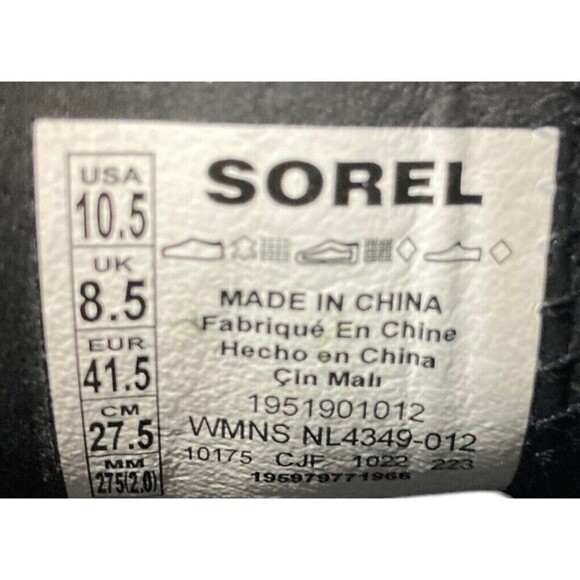 USA
10.5
UK
8.5
EUR
41.5
CM
27.5
MM
275(2.0)
SOREL
MADE IN CHINA
Fabriqué En Chine
Hecho en China
Çin Malı
1951901012
WMNS NL4349-012
10175 CJF 1022 223
195979771966